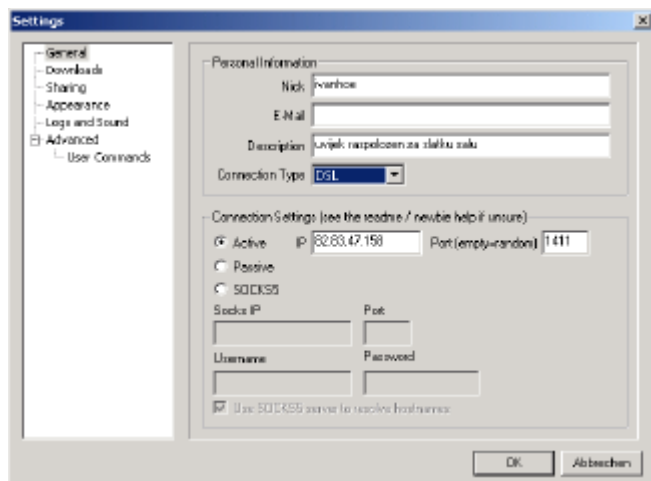 Settings
General
Downloads
Sharing
Appearance
Logs and Sound
Advanced
User Commands
Personal Information
Nick ivanhoe
E-Mail
Description uvijek raspolozen za slatku salu
Connection Type DSL
Connection Settings (see the readme / newbie help if unsure)
Active IP 82.83.47.158 Port (empty=random) 1411
Passive
SOCKS5
Socks IP Port
Username Password
Use SOCKS5 server to resolve hostnames
OK Abbrechen